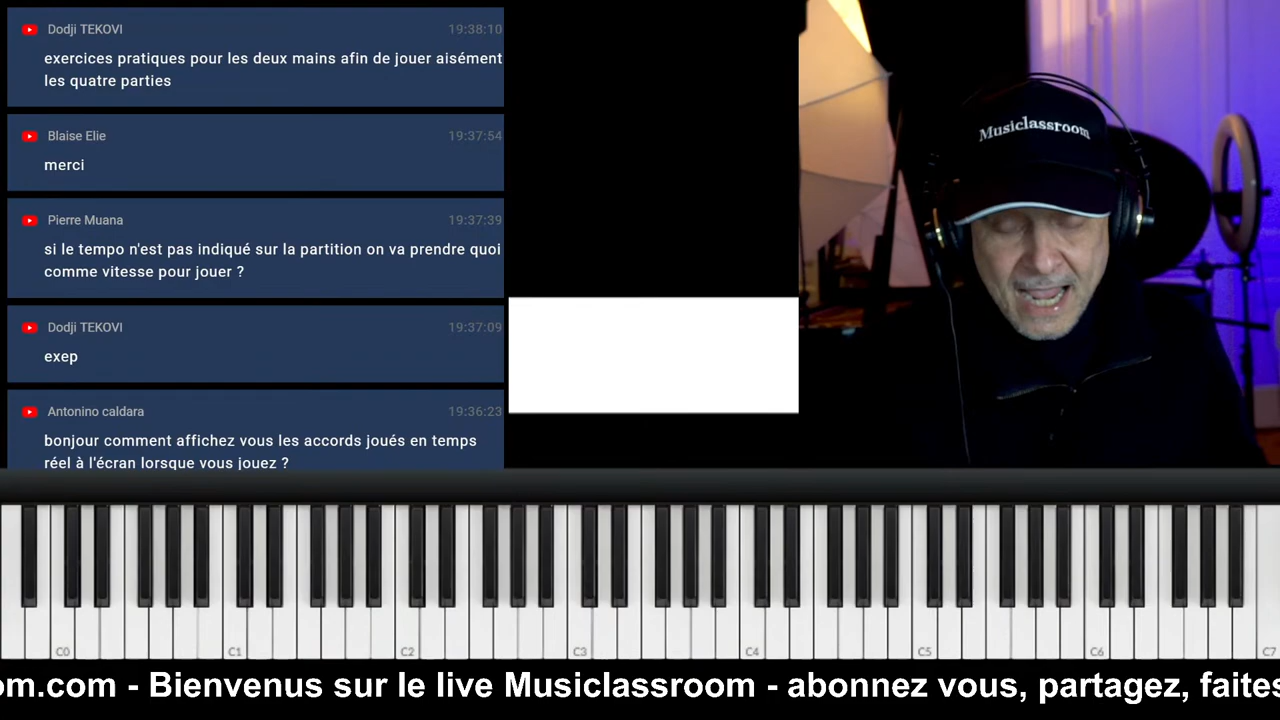 Dodji TEKOVI 19:38:10
exercices pratiques pour les deux mains afin de jouer aisément
les quatre parties
Blaise Elie 19:37:54
merci
Pierre Muana 19:37:39
si le tempo n'est pas indiqué sur la partition on va prendre quoi
comme vitesse pour jouer ?
Dodji TEKOVI 19:37:09
exep
Antonino caldara 19:36:23
bonjour comment affichez vous les accords joués en temps
réel à l'écran lorsque vous jouez ?
Musiclassroom
C0 C1 C2 C3 C4 C5 C6 C7
om.com - Bienvenus sur le live Musiclassroom - abonnez vous, partagez, faites